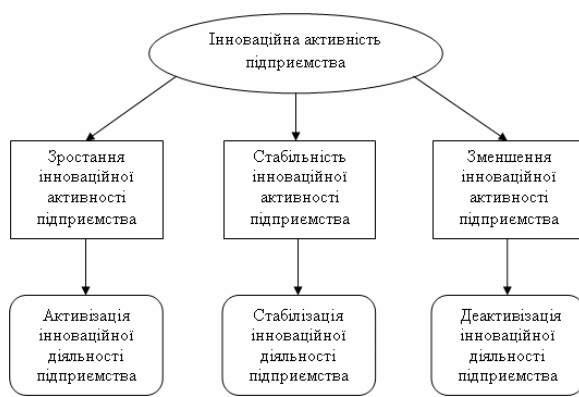 Інноваційна активність
підприємства
Зростання
інноваційної
активності
підприємства
Стабільність
інноваційної
активності
підприємства
Зменшення
інноваційної
активності
підприємства
Активізація
інноваційної
діяльності
підприємства
Стабілізація
інноваційної
діяльності
підприємства
Деактивізація
інноваційної
діяльності
підприємства